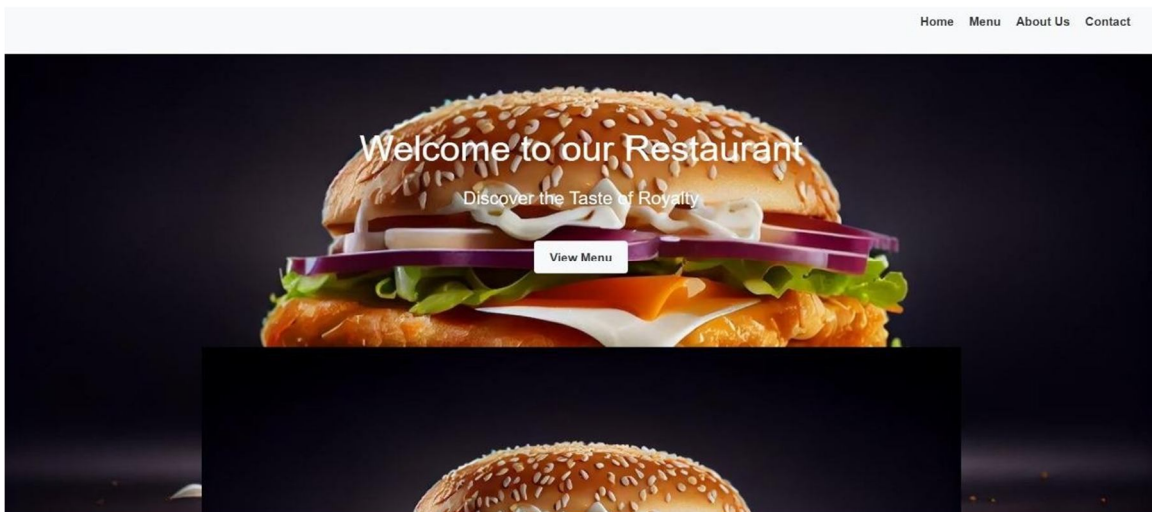 Home Menu About Us Contact
Welcome to our Restaurant
Discover the Taste of Royalty
View Menu